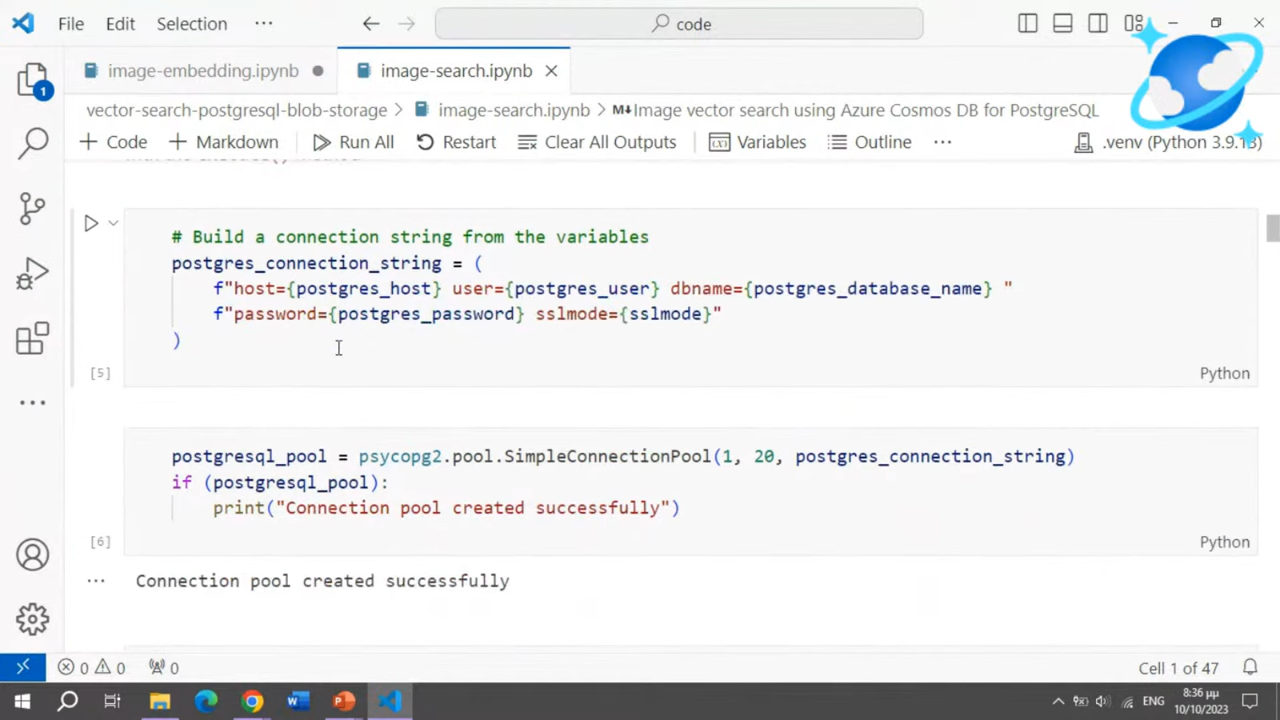 File Edit Selection ··· code
image-embedding.ipynb image-search.ipynb
vector-search-postgresql-blob-storage > image-search.ipynb > M↓Image vector search using Azure Cosmos DB for PostgreSQL
+ Code + Markdown Run All Restart Clear All Outputs Variables Outline ··· .venv (Python 3.9.13)
1
# Build a connection string from the variables
postgres_connection_string = (
f"host={postgres_host} user={postgres_user} dbname={postgres_database_name} "
f"password={postgres_password} sslmode={sslmode}"
)
[5] Python
postgresql_pool = psycopg2.pool.SimpleConnectionPool(1, 20, postgres_connection_string)
if (postgresql_pool):
print("Connection pool created successfully")
[6] Python
Connection pool created successfully
0 0 0 Cell 1 of 47
ENG 8:36 μμ
10/10/2023